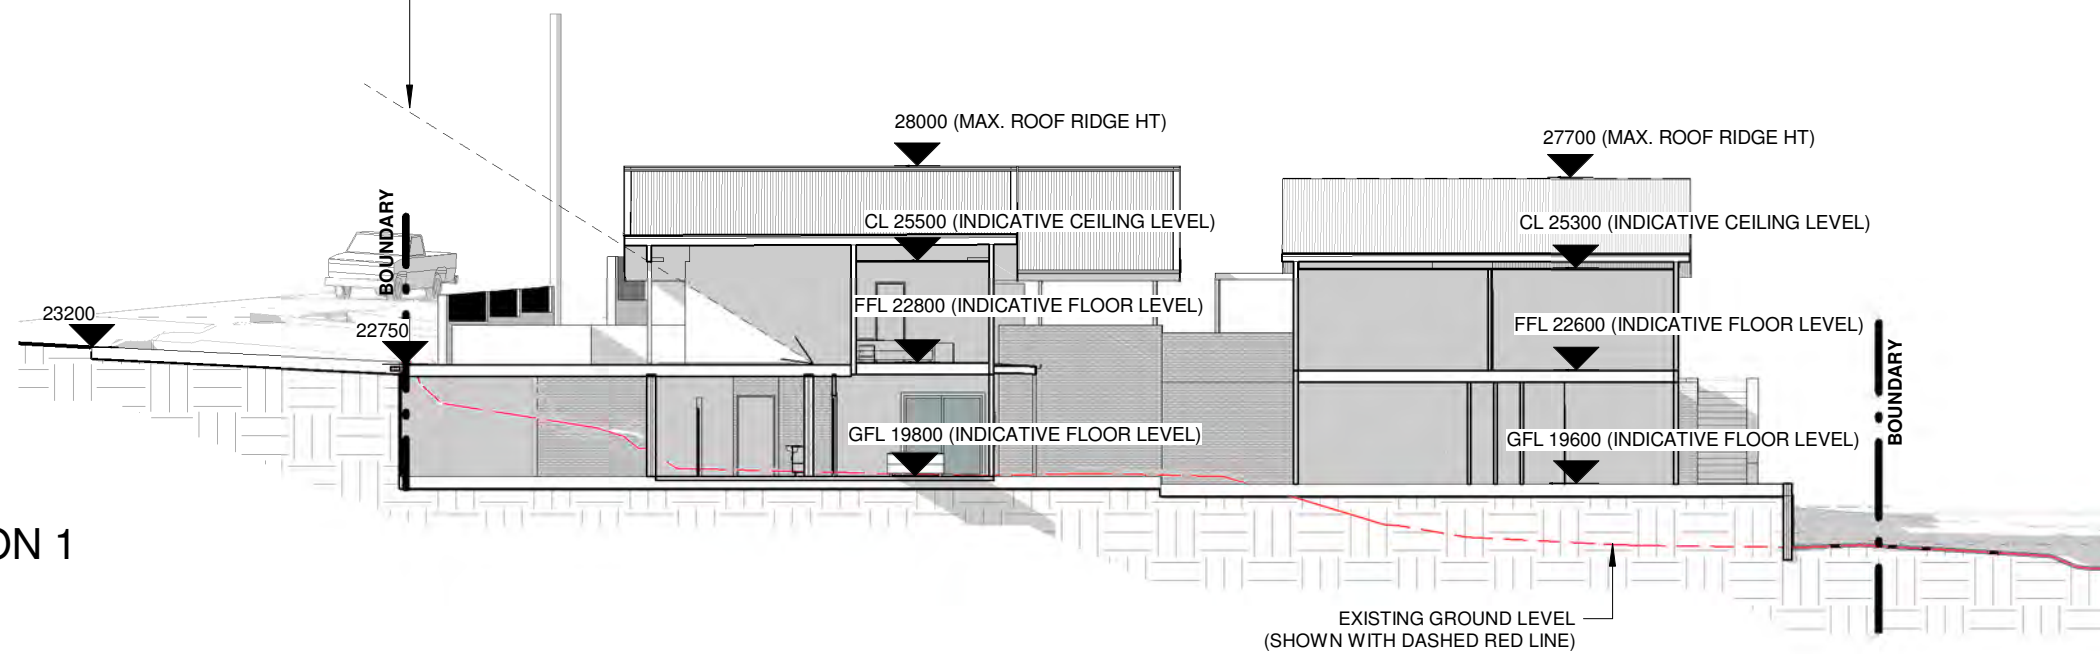 28000 (MAX. ROOF RIDGE HT)
27700 (MAX. ROOF RIDGE HT)
BOUNDARY
CL 25500 (INDICATIVE CEILING LEVEL)
CL 25300 (INDICATIVE CEILING LEVEL)
23200
22750
FFL 22800 (INDICATIVE FLOOR LEVEL)
FFL 22600 (INDICATIVE FLOOR LEVEL)
BOUNDARY
GFL 19800 (INDICATIVE FLOOR LEVEL)
GFL 19600 (INDICATIVE FLOOR LEVEL)
ON 1
EXISTING GROUND LEVEL
(SHOWN WITH DASHED RED LINE)